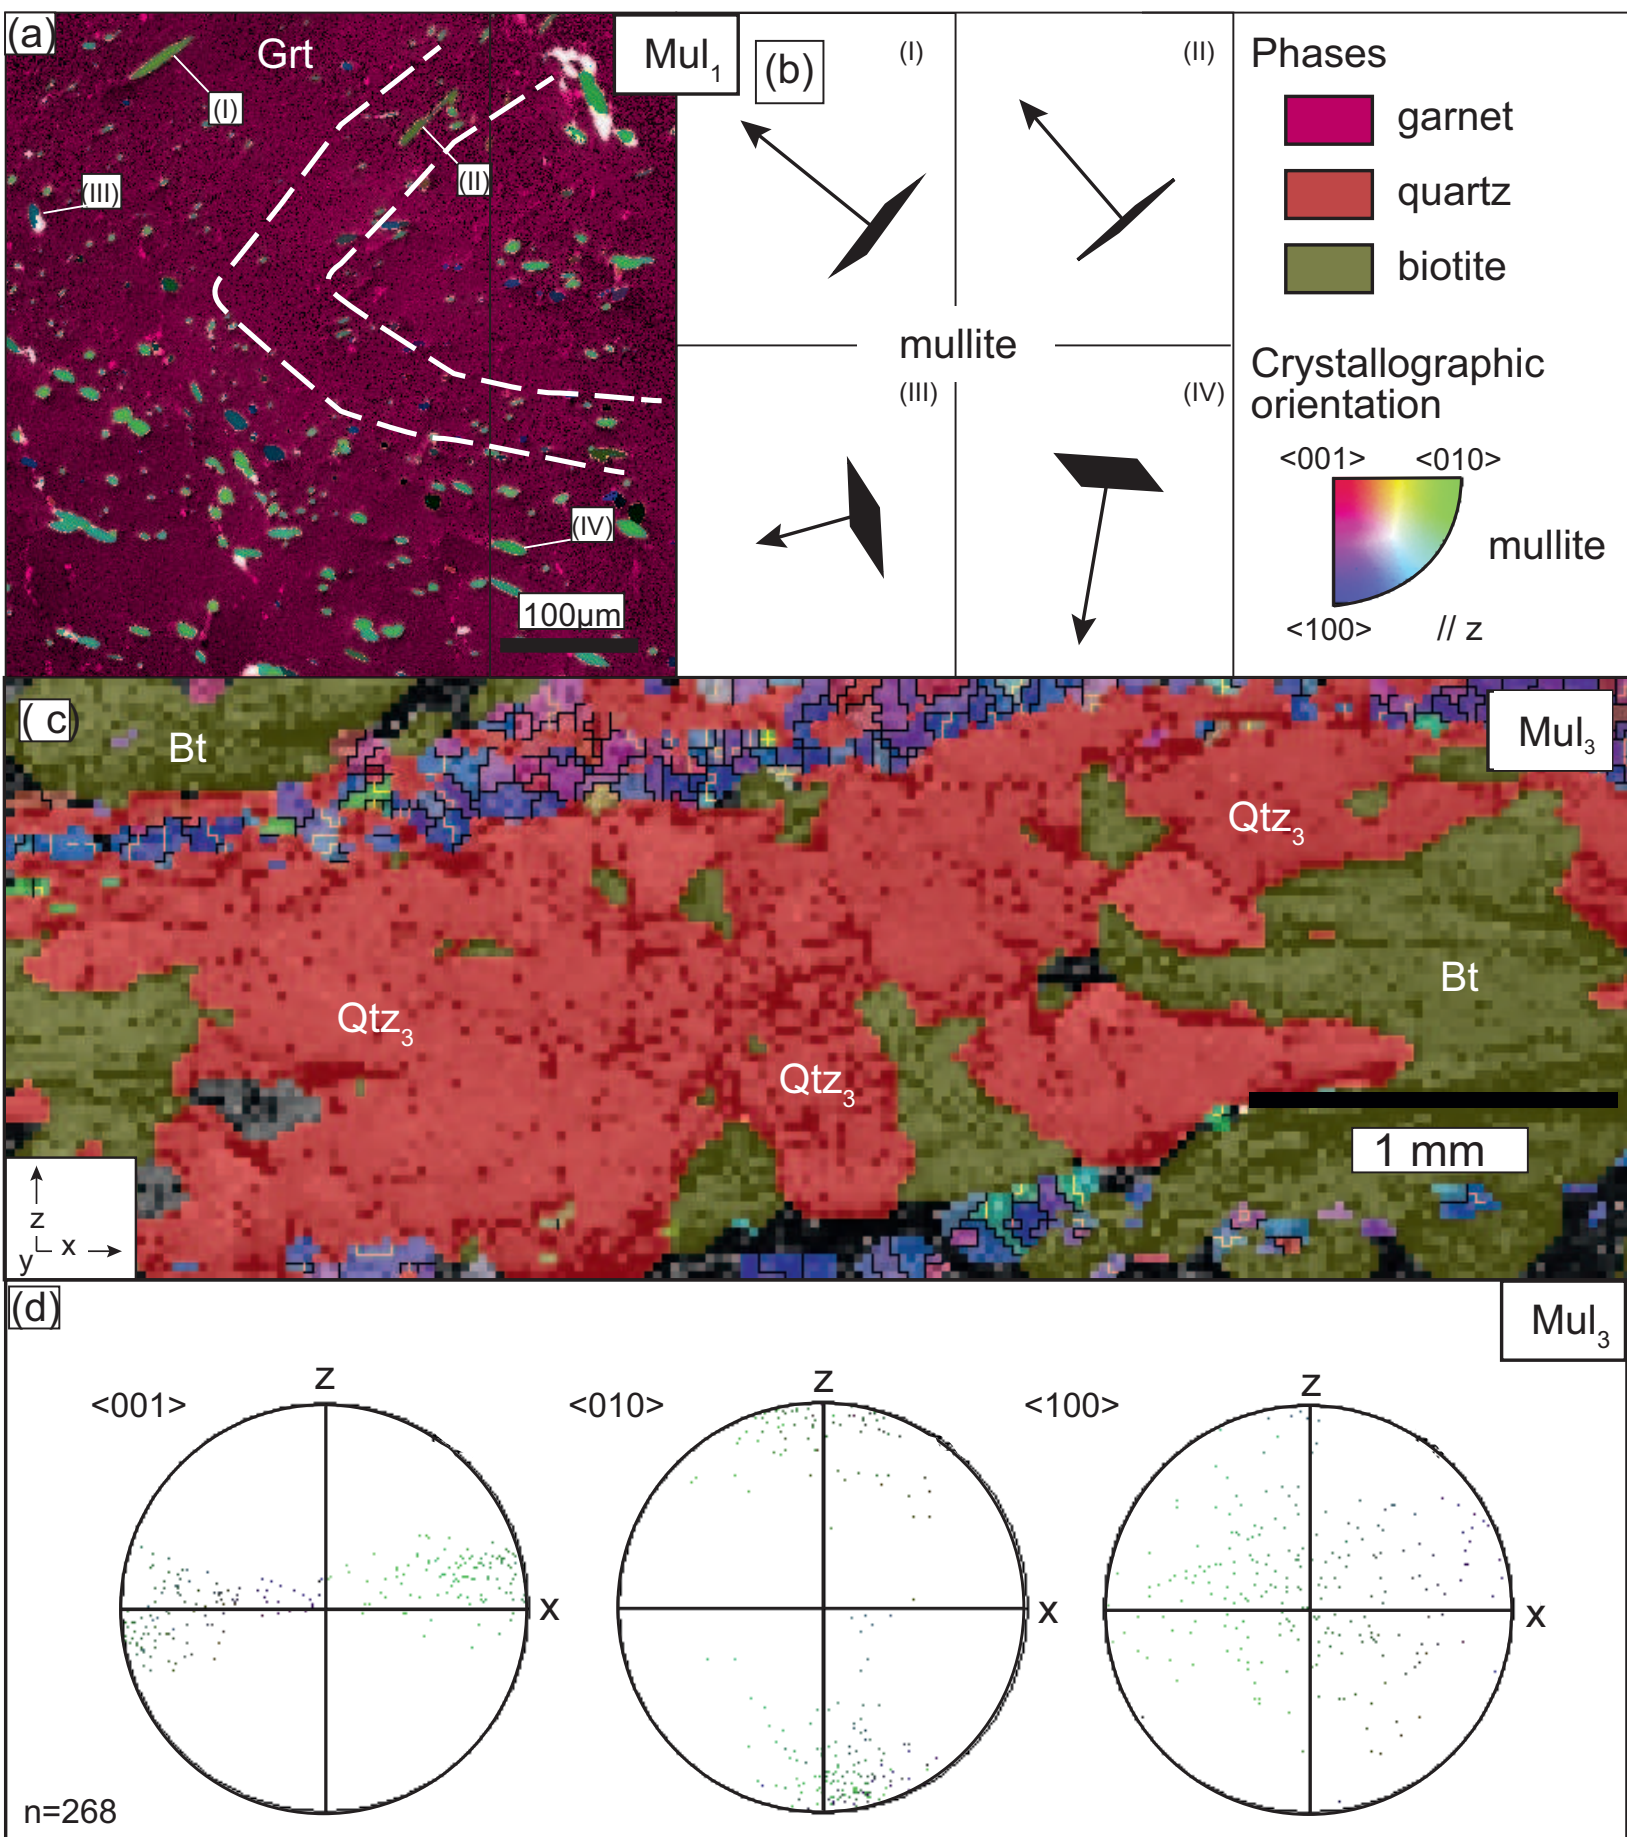 (a)
Grt
Mul₁
(I)
(II)
(III)
(IV)
100µm
(b)
(I)
(II)
mullite
(III)
(IV)
Phases
garnet
quartz
biotite
Crystallographic
orientation
<001> <010>
mullite
<100> // z
( c)
Bt
Mul₃
Qtz₃
Bt
Qtz₃
Qtz₃
1 mm
z
y x
(d)
Mul₃
<001> z
x
<010> z
x
<100> z
x
n=268